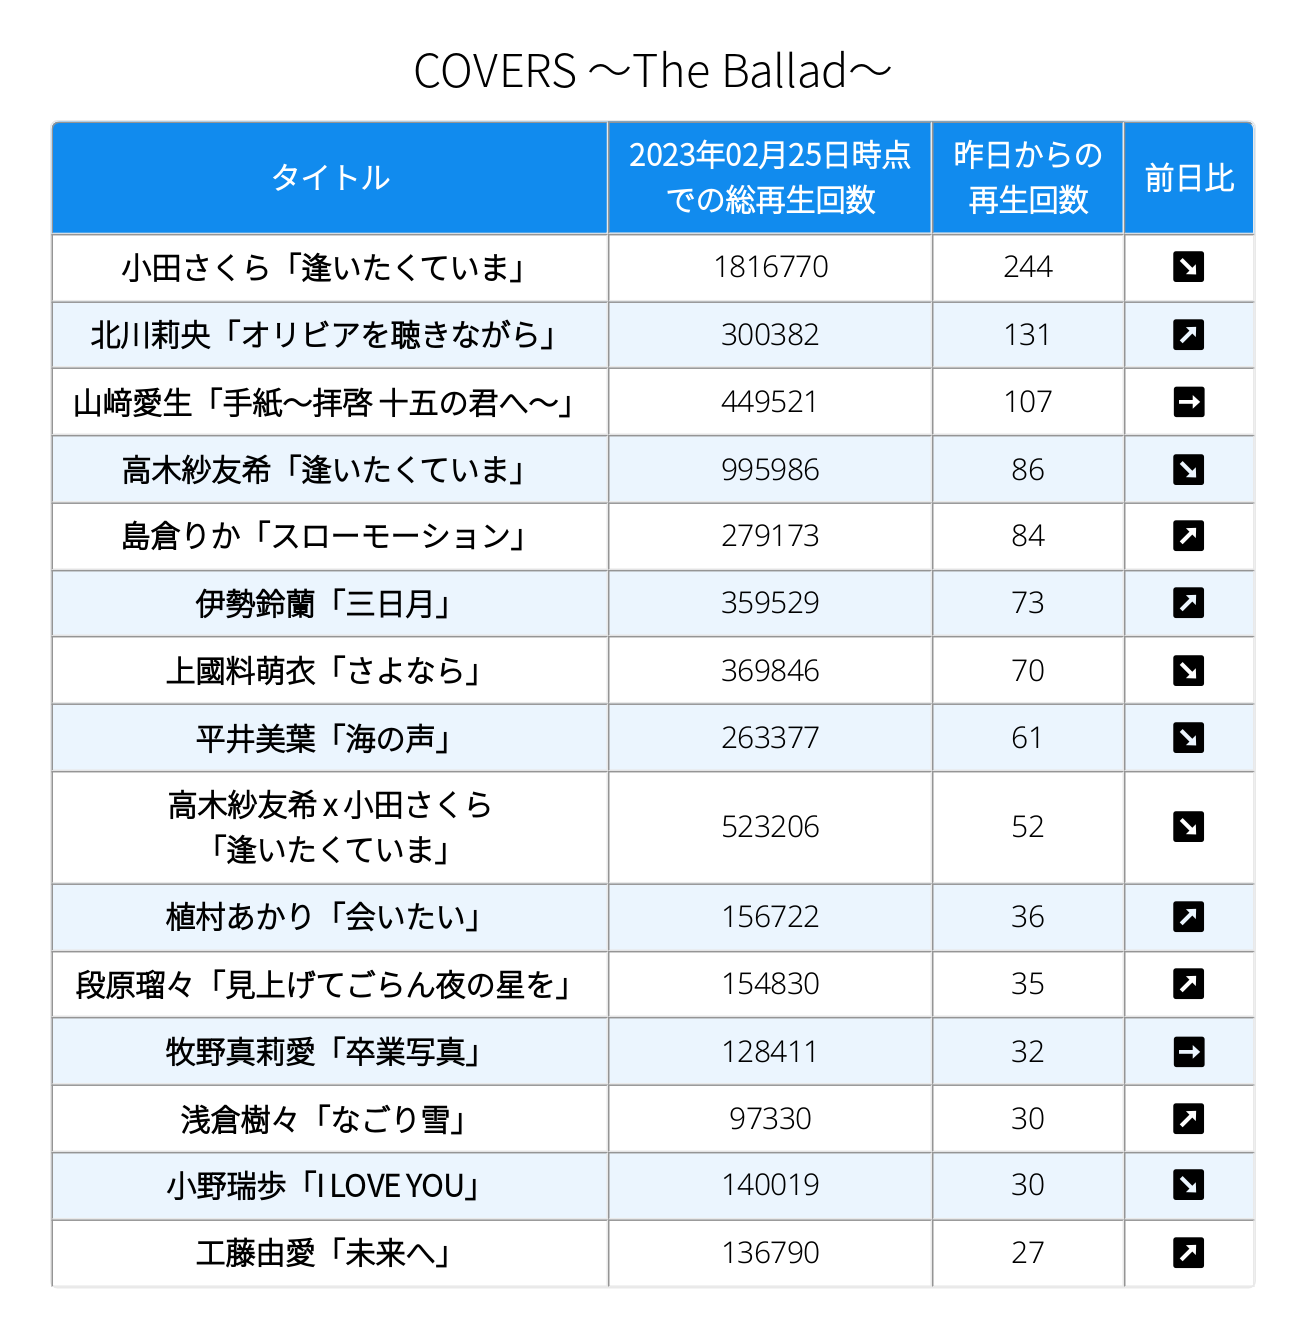 COVERS ～The Ballad～
タイトル
2023年02月25日時点
での総再生回数
昨日からの
再生回数
前日比
小田さくら「逢いたくていま」 1816770 244 ↘
北川莉央「オリビアを聴きながら」 300382 131 ↗
山﨑愛生「手紙～拝啓 十五の君へ～」 449521 107 →
高木紗友希「逢いたくていま」 995986 86 ↘
島倉りか「スローモーション」 279173 84 ↗
伊勢鈴蘭「三日月」 359529 73 ↗
上國料萌衣「さよなら」 369846 70 ↘
平井美葉「海の声」 263377 61 ↘
高木紗友希 x 小田さくら
「逢いたくていま」 523206 52 ↘
植村あかり「会いたい」 156722 36 ↗
段原瑠々「見上げてごらん夜の星を」 154830 35 ↗
牧野真莉愛「卒業写真」 128411 32 →
浅倉樹々「なごり雪」 97330 30 ↗
小野瑞歩「I LOVE YOU」 140019 30 ↘
工藤由愛「未来へ」 136790 27 ↗